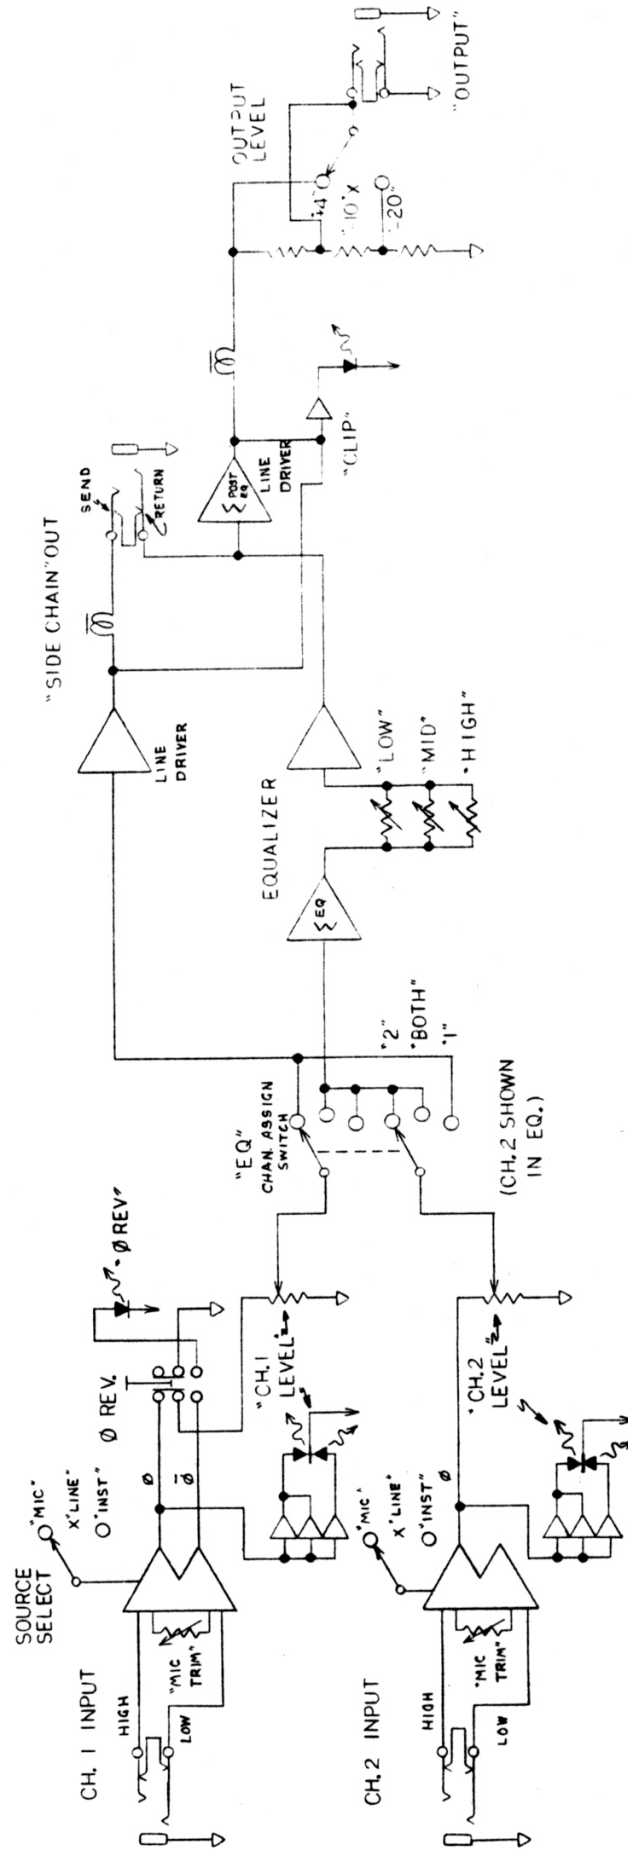 SOURCE
SELECT
"MIC"
X"LINE"
"INST"
CH. 1 INPUT
HIGH
LOW
"MIC
TRIM"
Ø
Ø̅
Ø REV.
"Ø REV"
"CH.1
LEVEL"
CH.2 INPUT
HIGH
LOW
"MIC
TRIM"
"MIC"
X"LINE"
"INST"
Ø
"CH.2
LEVEL"
"EQ"
CHAN. ASSIGN
SWITCH
"2"
"BOTH"
"1"
(CH.2 SHOWN
IN EQ.)
EQUALIZER
Σ EQ
"LOW"
"MID"
"HIGH"
LINE
DRIVER
"SIDE CHAIN" OUT
SEND
RETURN
Σ POST
EQ
LINE
DRIVER
"CLIP"
OUTPUT
LEVEL
"+4"
"-10"X
"-20"
"OUTPUT"